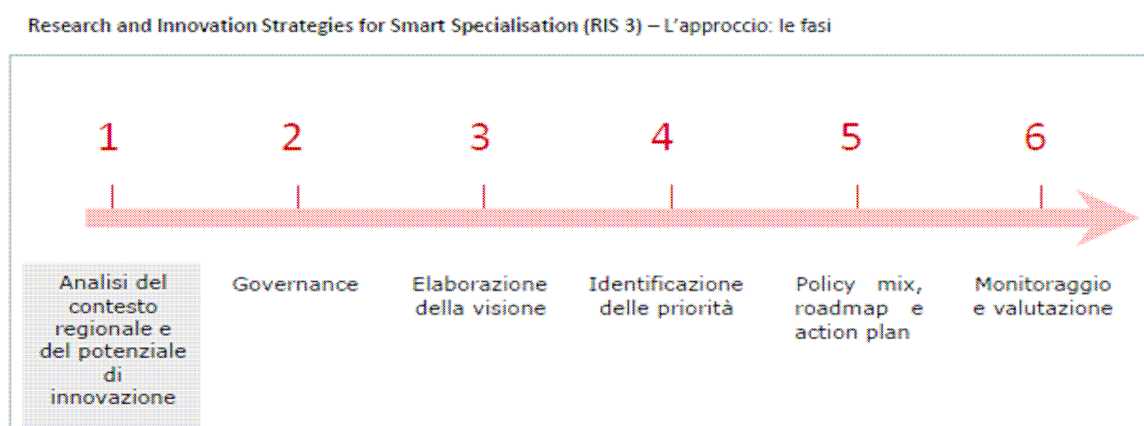 Research and Innovation Strategies for Smart Specialisation (RIS 3) – L'approccio: le fasi
1 2 3 4 5 6
Analisi del
contesto
regionale e
del potenziale
di
innovazione
Governance
Elaborazione
della visione
Identificazione
delle priorità
Policy mix,
roadmap e
action plan
Monitoraggio
e valutazione